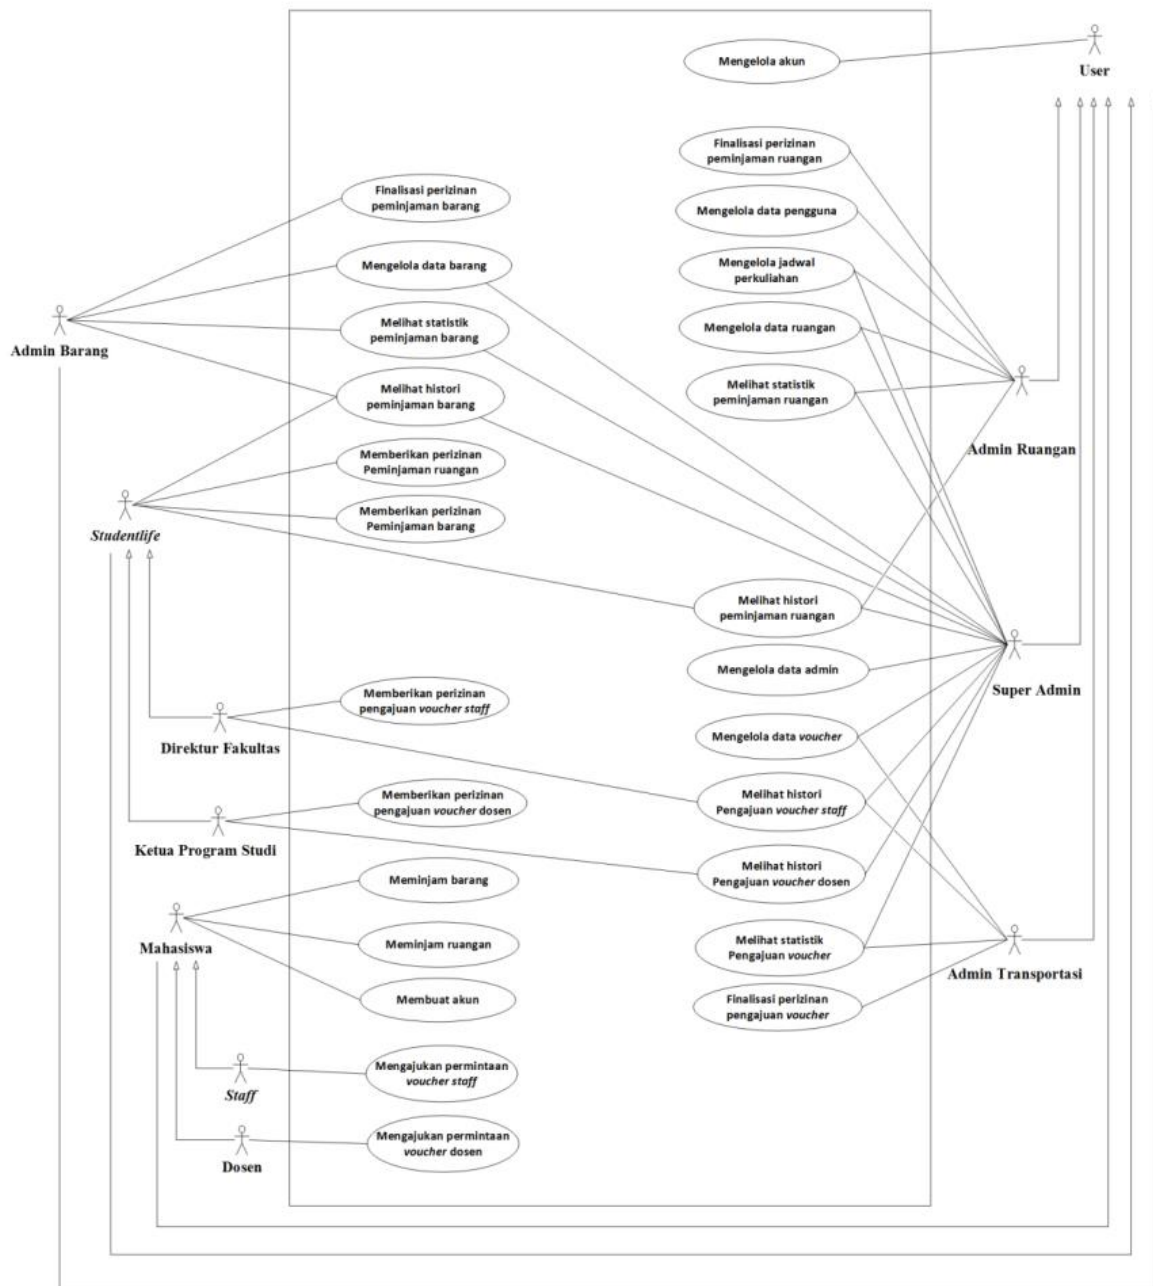 Mengelola akun
User
Finalisasi perizinan
peminjaman ruangan
Finalisasi perizinan
peminjaman barang
Mengelola data pengguna
Mengelola data barang
Mengelola jadwal
perkuliahan
Admin Barang
Melihat statistik
peminjaman barang
Mengelola data ruangan
Melihat histori
peminjaman barang
Melihat statistik
peminjaman ruangan
Admin Ruangan
Memberikan perizinan
Peminjaman ruangan
Studentlife
Memberikan perizinan
Peminjaman barang
Melihat histori
peminjaman ruangan
Mengelola data admin
Super Admin
Memberikan perizinan
pengajuan voucher staff
Direktur Fakultas
Mengelola data voucher
Memberikan perizinan
pengajuan voucher dosen
Melihat histori
Pengajuan voucher staff
Ketua Program Studi
Melihat histori
Pengajuan voucher dosen
Meminjam barang
Mahasiswa
Meminjam ruangan
Melihat statistik
Pengajuan voucher
Admin Transportasi
Membuat akun
Finalisasi perizinan
pengajuan voucher
Staff
Mengajukan permintaan
voucher staff
Dosen
Mengajukan permintaan
voucher dosen